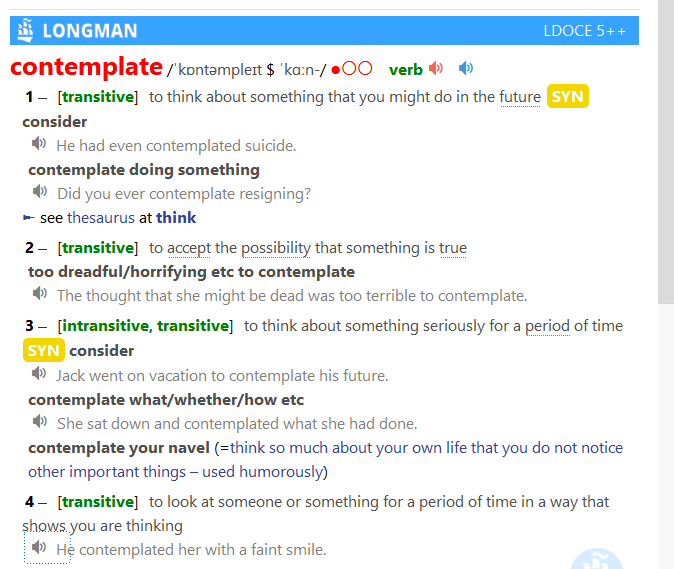 LONGMAN LDOCE 5++
contemplate /ˈkɒntəmpleɪt $ ˈkɑːn-/ ●○○ verb
1 – [transitive] to think about something that you might do in the future SYN
consider
He had even contemplated suicide.
contemplate doing something
Did you ever contemplate resigning?
► see thesaurus at think
2 – [transitive] to accept the possibility that something is true
too dreadful/horrifying etc to contemplate
The thought that she might be dead was too terrible to contemplate.
3 – [intransitive, transitive] to think about something seriously for a period of time
SYN consider
Jack went on vacation to contemplate his future.
contemplate what/whether/how etc
She sat down and contemplated what she had done.
contemplate your navel (=think so much about your own life that you do not notice
other important things – used humorously)
4 – [transitive] to look at someone or something for a period of time in a way that
shows you are thinking
He contemplated her with a faint smile.